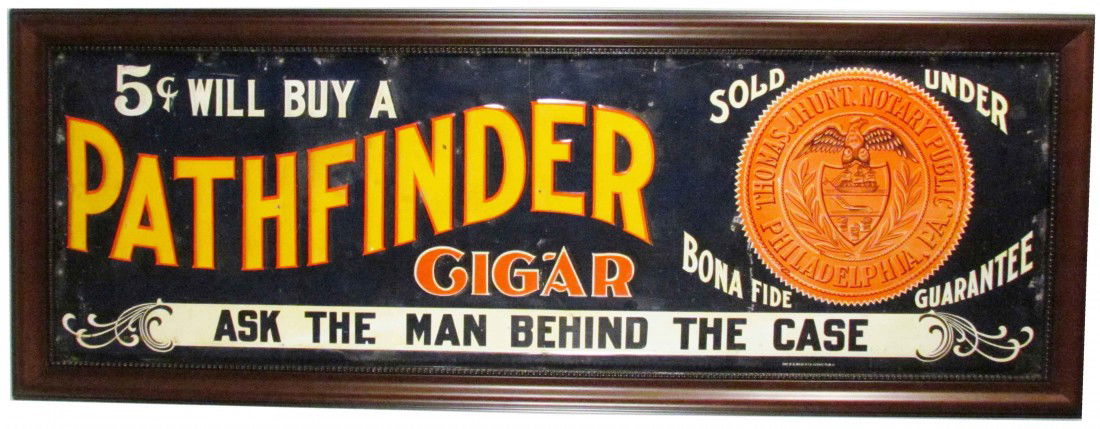 5¢ WILL BUY A
PATHFINDER
CIGAR
ASK THE MAN BEHIND THE CASE
SOLD UNDER
BONA FIDE GUARANTEE
THOMAS J. HUNT. NOTARY PUBLIC.
PHILADELPHIA, PA.